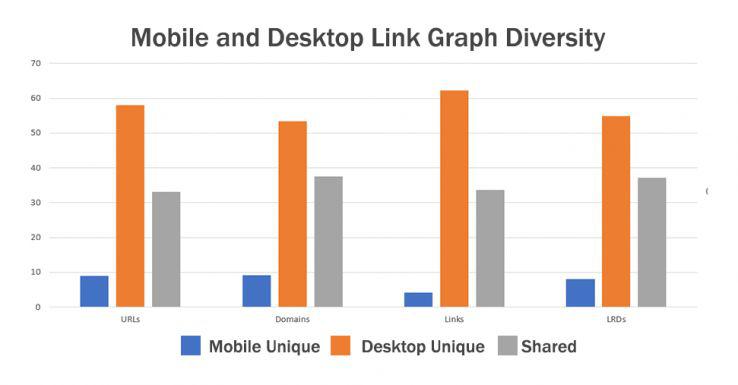 Mobile and Desktop Link Graph Diversity
70
60
50
40
30
20
10
0
URLs Domains Links LRDs
Mobile Unique Desktop Unique Shared